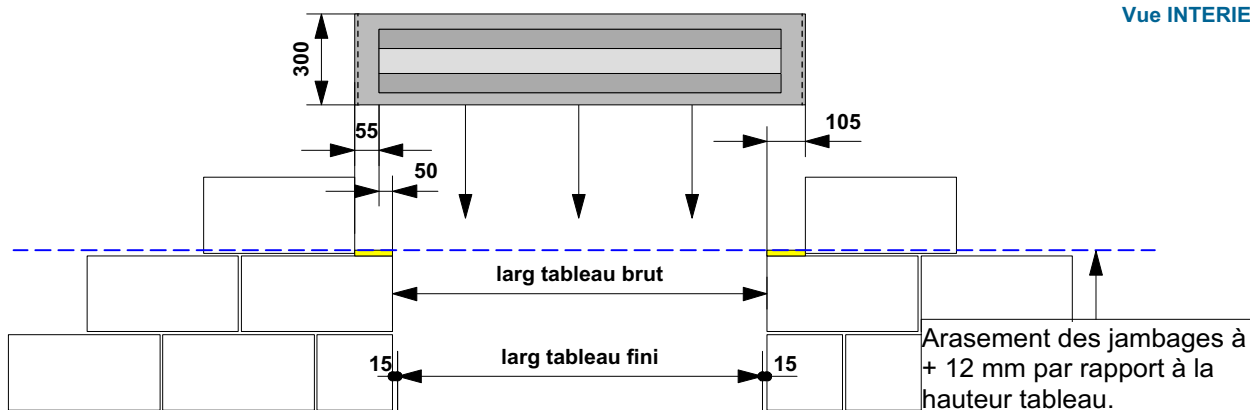 Vue INTERIE
300
55
105
50
larg tableau brut
larg tableau fini
15
15
Arasement des jambages à
+ 12 mm par rapport à la
hauteur tableau.